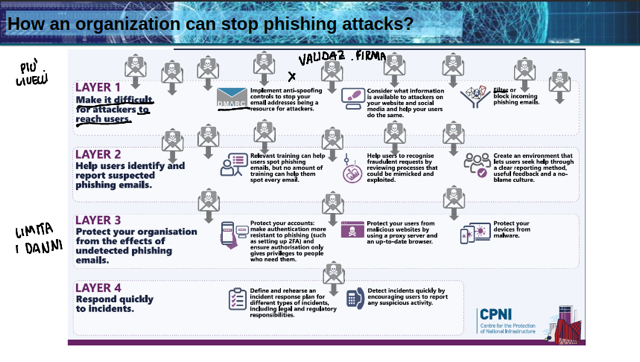 How an organization can stop phishing attacks?
PIÙ
LIVELLI
VALIDAZ. FIRMA
X
LAYER 1
Make it difficult
for attackers to
reach users.
DMARC
Implement anti-spoofing
controls to stop your
email addresses being a
resource for attackers.
Consider what information
is available to attackers on
your website and social
media and help your users
do the same.
Filter or
block incoming
phishing emails.
LAYER 2
Help users identify and
report suspected
phishing emails.
Relevant training can help
users spot phishing
emails, but no amount of
training can help them
spot every email.
Help users to recognise
fraudulent requests by
reviewing processes that
could be mimicked and
exploited.
Create an environment that
lets users seek help through
a clear reporting method,
useful feedback and a no-
blame culture.
LIMITA
I DANNI
LAYER 3
Protect your organisation
from the effects of
undetected phishing
emails.
Protect your accounts:
make authentication more
resistant to phishing (such
as setting up 2FA) and
ensure authorisation only
gives privileges to people
who need them.
Protect your users from
malicious websites by
using a proxy server and
an up-to-date browser.
Protect your
devices from
malware.
LAYER 4
Respond quickly
to incidents.
Define and rehearse an
incident response plan for
different types of incidents,
including legal and regulatory
responsibilities.
Detect incidents quickly by
encouraging users to report
any suspicious activity.
CPNI
Centre for the Protection
of National Infrastructure